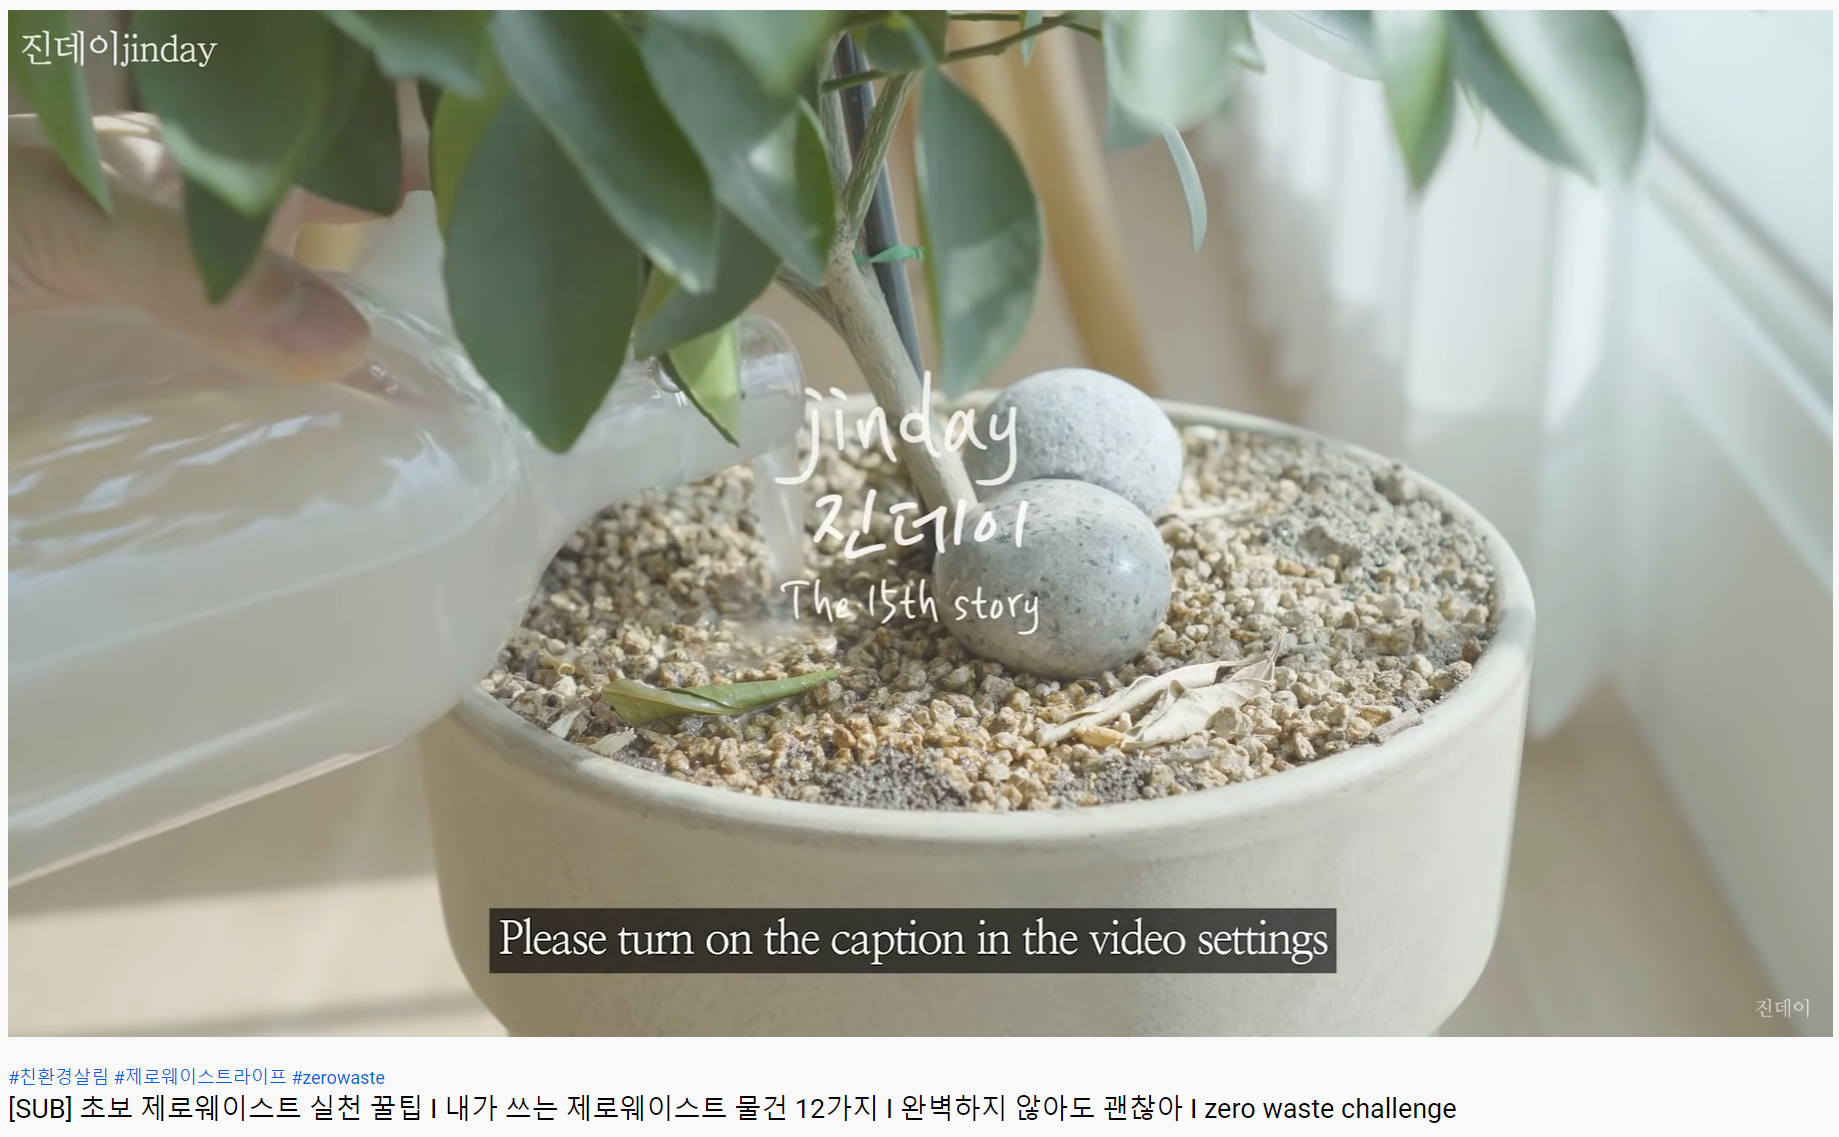 진데이jinday
jinday
진데이
The 15th story
Please turn on the caption in the video settings
진데이
#친환경살림 #제로웨이스트라이프 #zerowaste
[SUB] 초보 제로웨이스트 실천 꿀팁 I 내가 쓰는 제로웨이스트 물건 12가지 I 완벽하지 않아도 괜찮아 I zero waste challenge